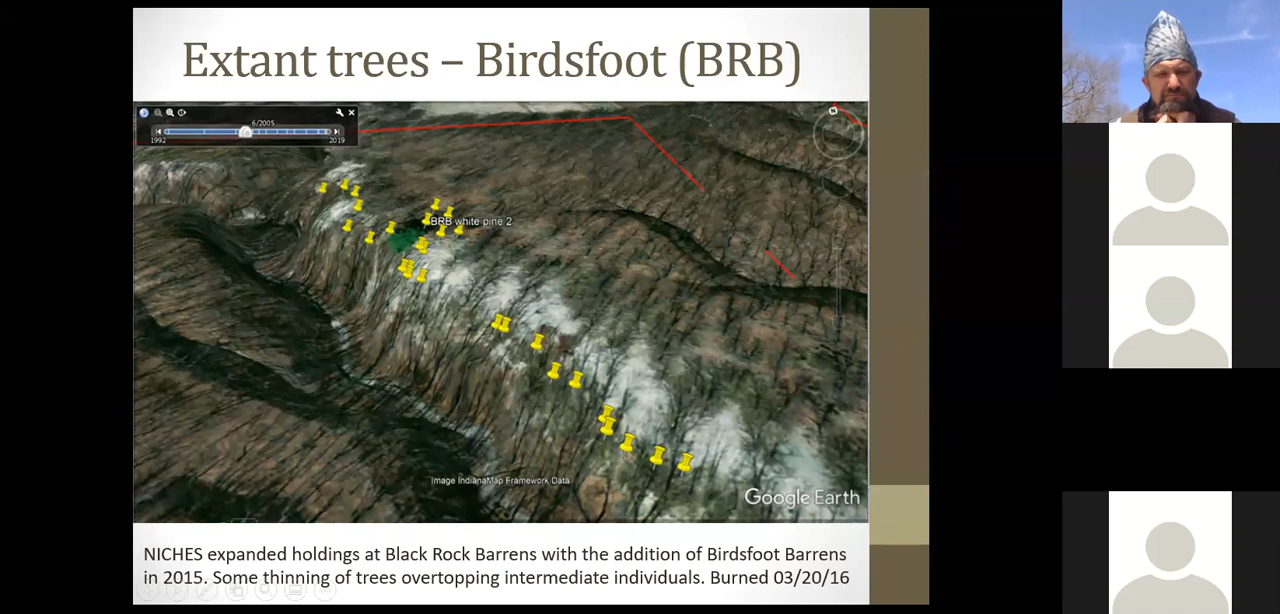 Extant trees – Birdsfoot (BRB)
6/2005
1992
2019
BRB white pine 2
Image IndianaMap Framework Data
Google Earth
NICHES expanded holdings at Black Rock Barrens with the addition of Birdsfoot Barrens
in 2015. Some thinning of trees overtopping intermediate individuals. Burned 03/20/16